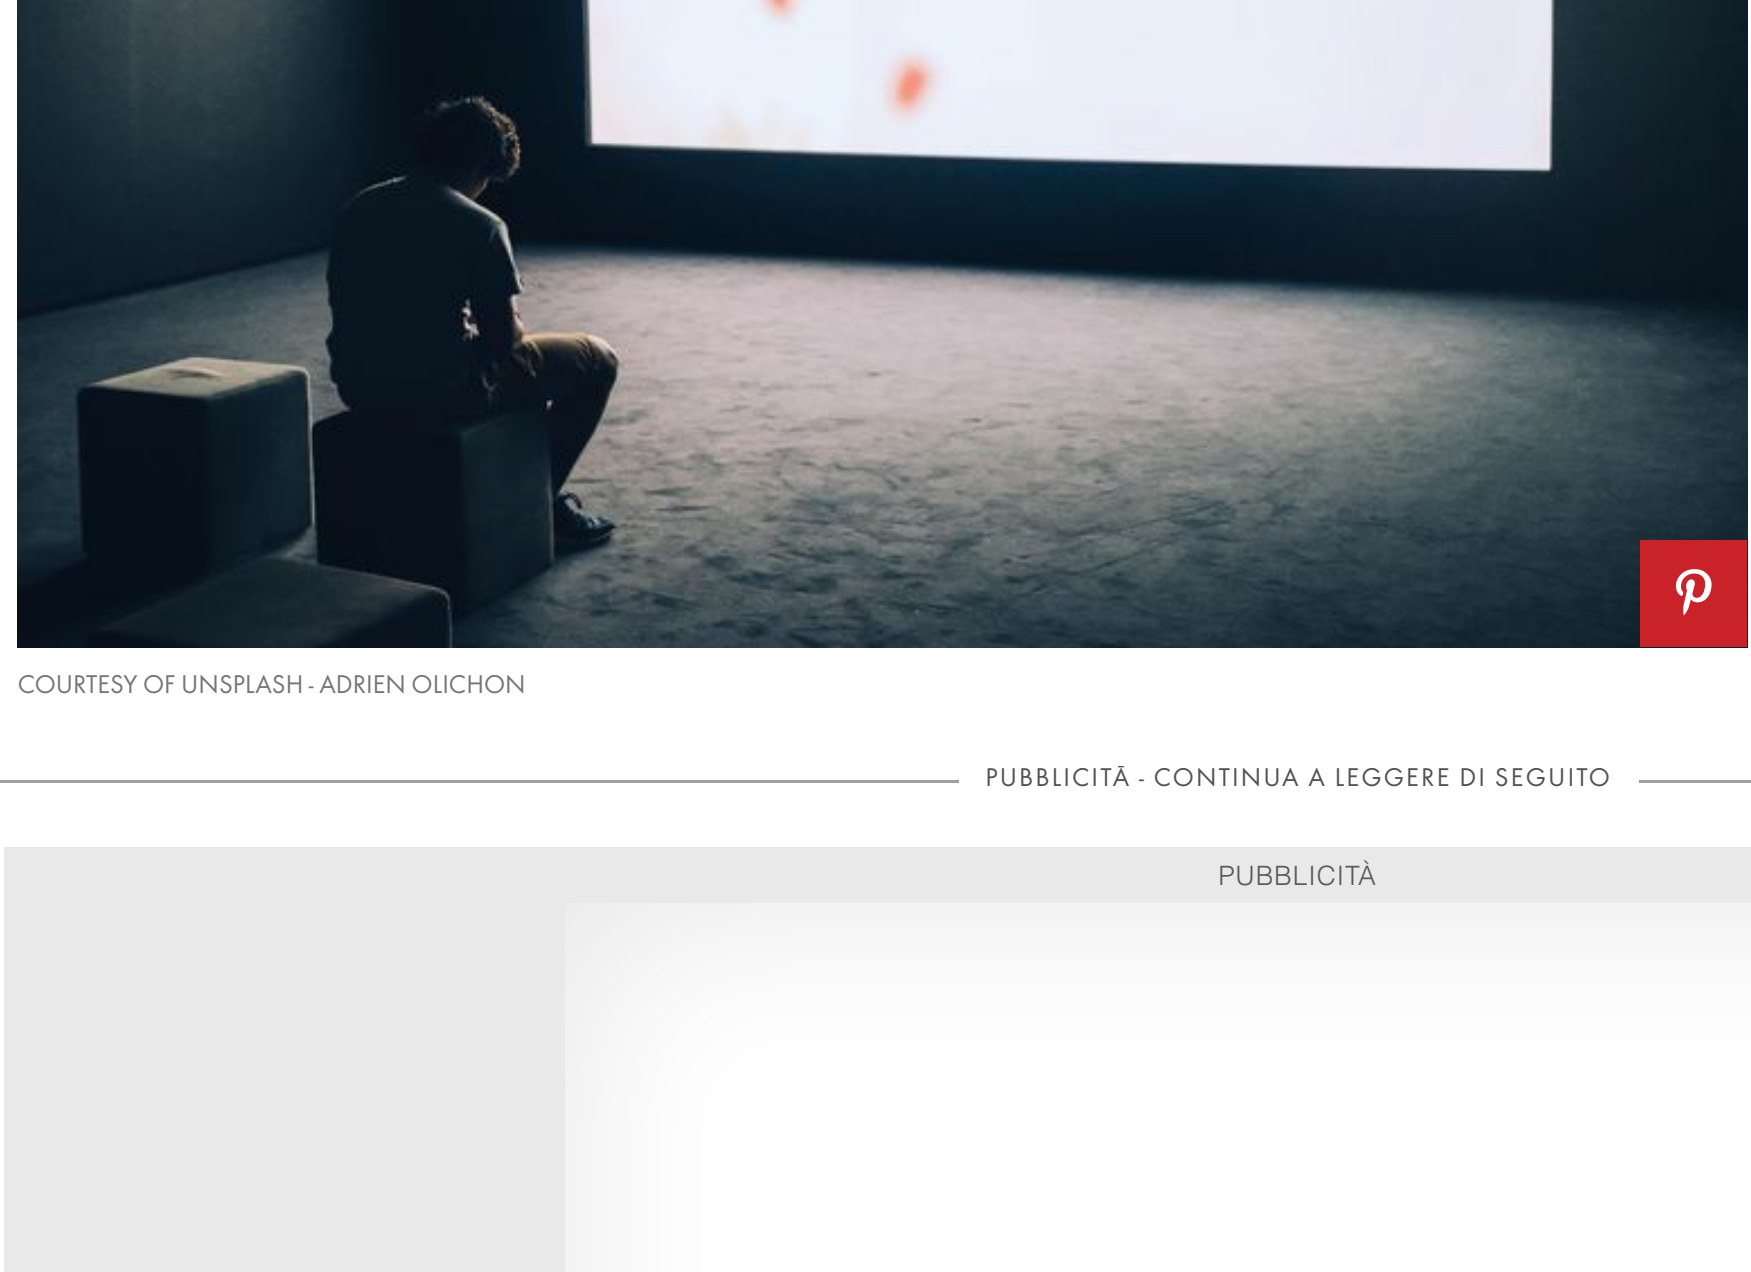 COURTESY OF UNSPLASH - ADRIEN OLICHON
PUBBLICITÀ - CONTINUA A LEGGERE DI SEGUITO
PUBBLICITÀ